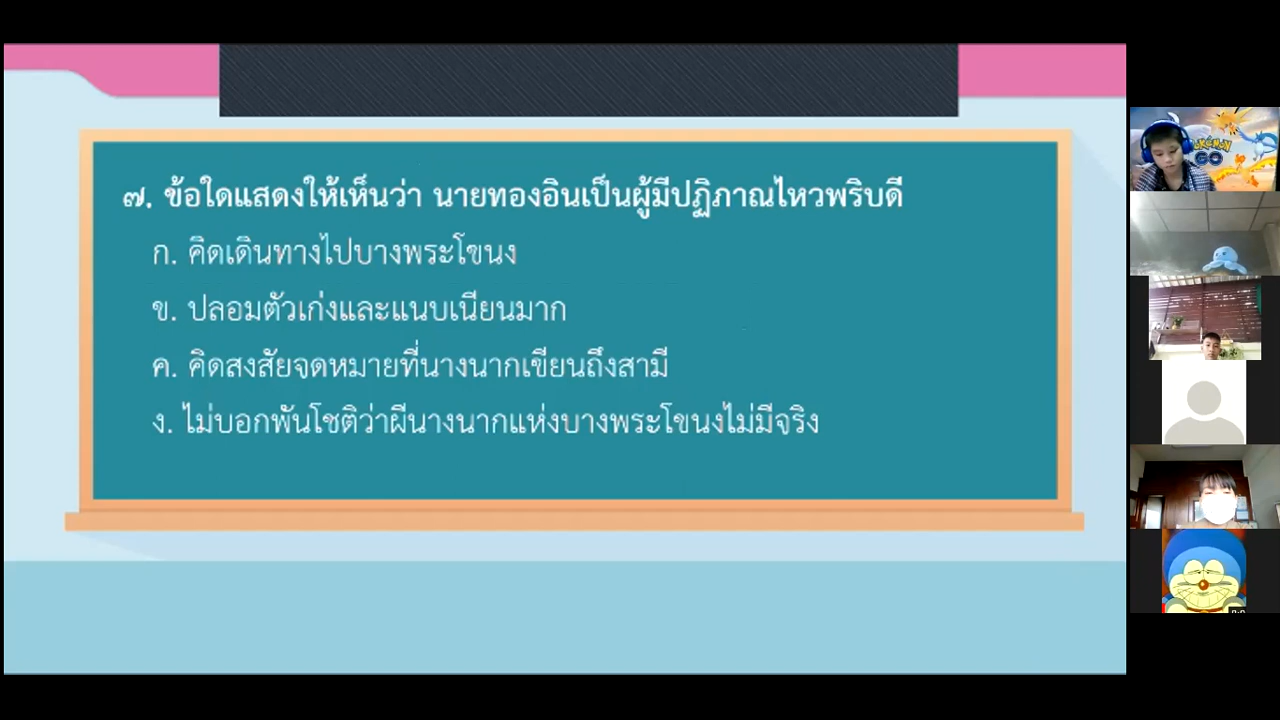 ๗. ข้อใดแสดงให้เห็นว่า นายทองอินเป็นผู้มีปฏิภาณไหวพริบดี
ก. คิดเดินทางไปบางพระโขนง
ข. ปลอมตัวเก่งและแนบเนียนมาก
ค. คิดสงสัยจดหมายที่นางนากเขียนถึงสามี
ง. ไม่บอกพันโชติว่าผีนางนากแห่งบางพระโขนงไม่มีจริง
GO